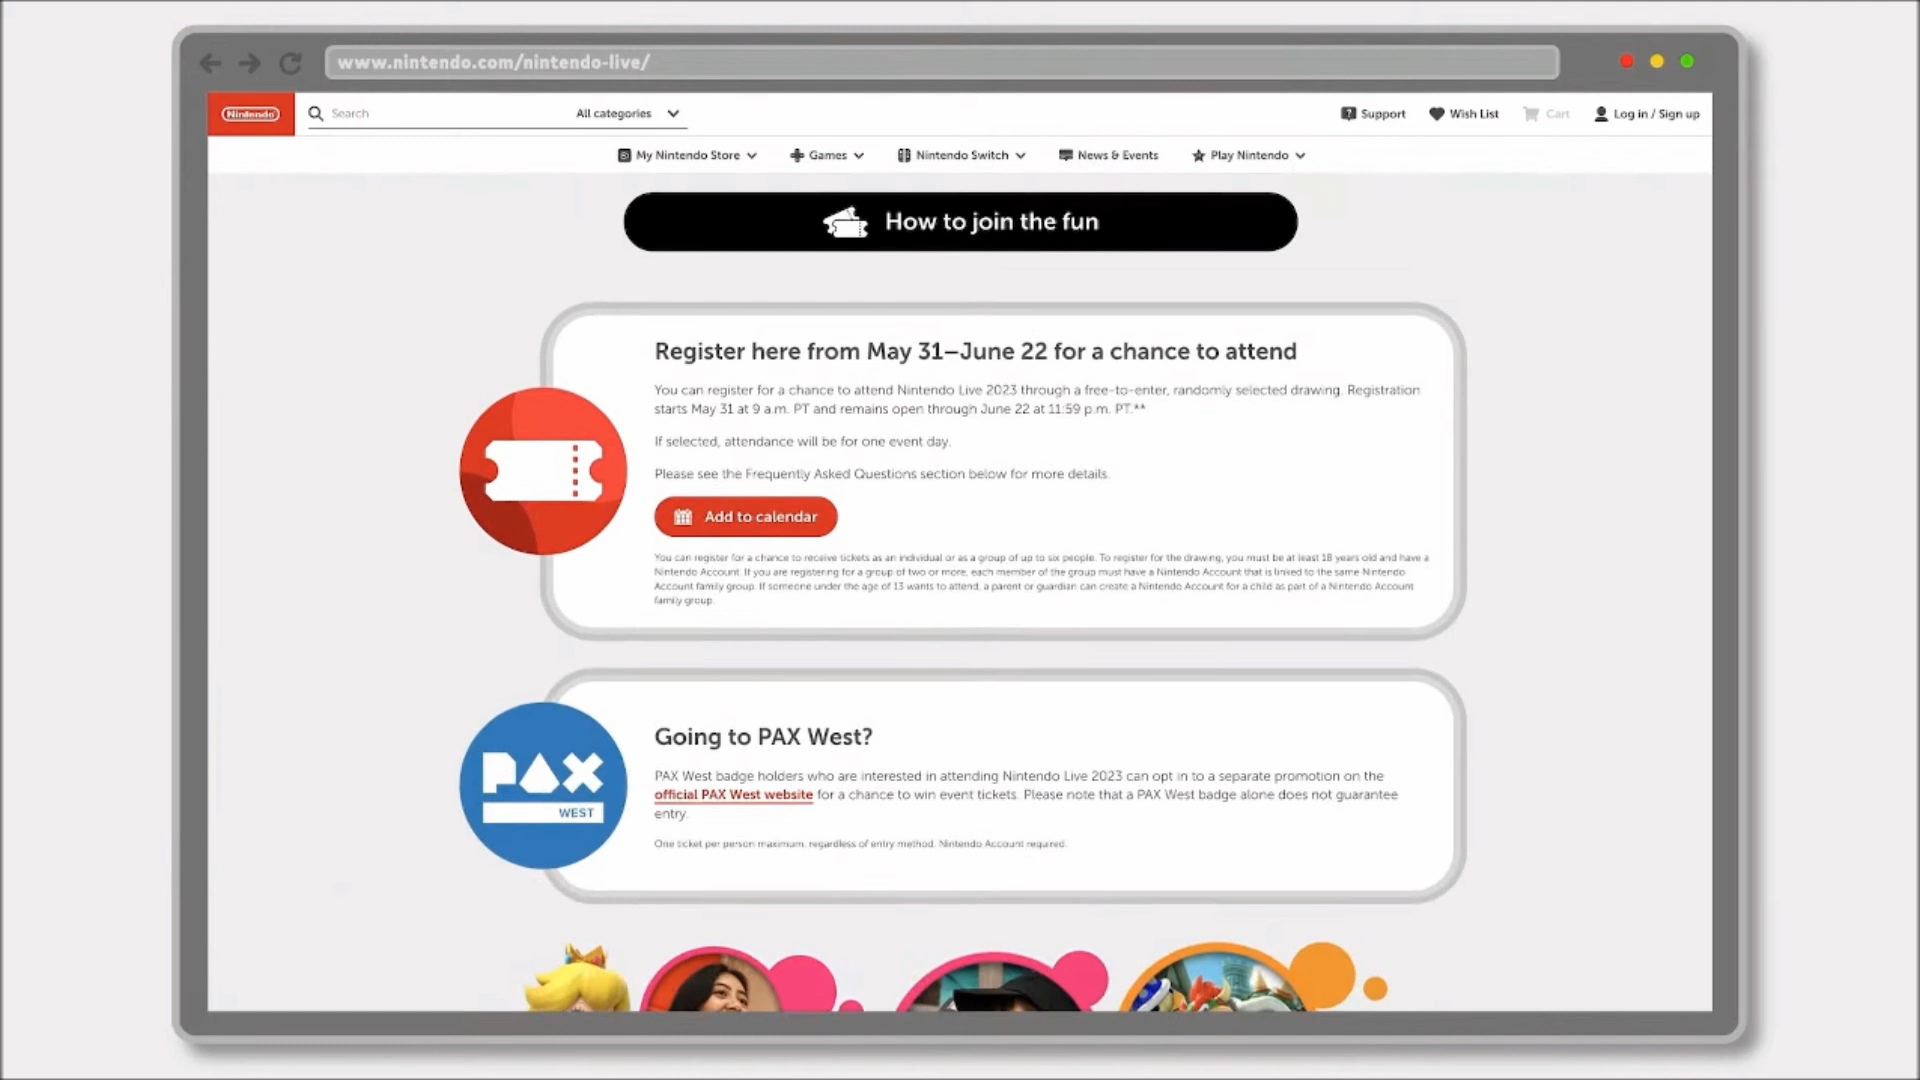 www.nintendo.com/nintendo-live/
Nintendo
Search
All categories
Support
Wish List
Cart
Log in / Sign up
My Nintendo Store
Games
Nintendo Switch
News & Events
Play Nintendo
How to join the fun
Register here from May 31–June 22 for a chance to attend
You can register for a chance to attend Nintendo Live 2023 through a free-to-enter, randomly selected drawing. Registration
starts May 31 at 9 a.m. PT and remains open through June 22 at 11:59 p.m. PT.**
If selected, attendance will be for one event day.
Please see the Frequently Asked Questions section below for more details.
Add to calendar
You can register for a chance to receive tickets as an individual or as a group of up to six people. To register for the drawing, you must be at least 18 years old and have a
Nintendo Account. If you are registering for a group of two or more, each member of the group must have a Nintendo Account that is linked to the same Nintendo
Account family group. If someone under the age of 13 wants to attend, a parent or guardian can create a Nintendo Account for a child as part of a Nintendo Account
family group.
PAX
WEST
Going to PAX West?
PAX West badge holders who are interested in attending Nintendo Live 2023 can opt in to a separate promotion on the
official PAX West website for a chance to win event tickets. Please note that a PAX West badge alone does not guarantee
entry.
One ticket per person maximum, regardless of entry method. Nintendo Account required.